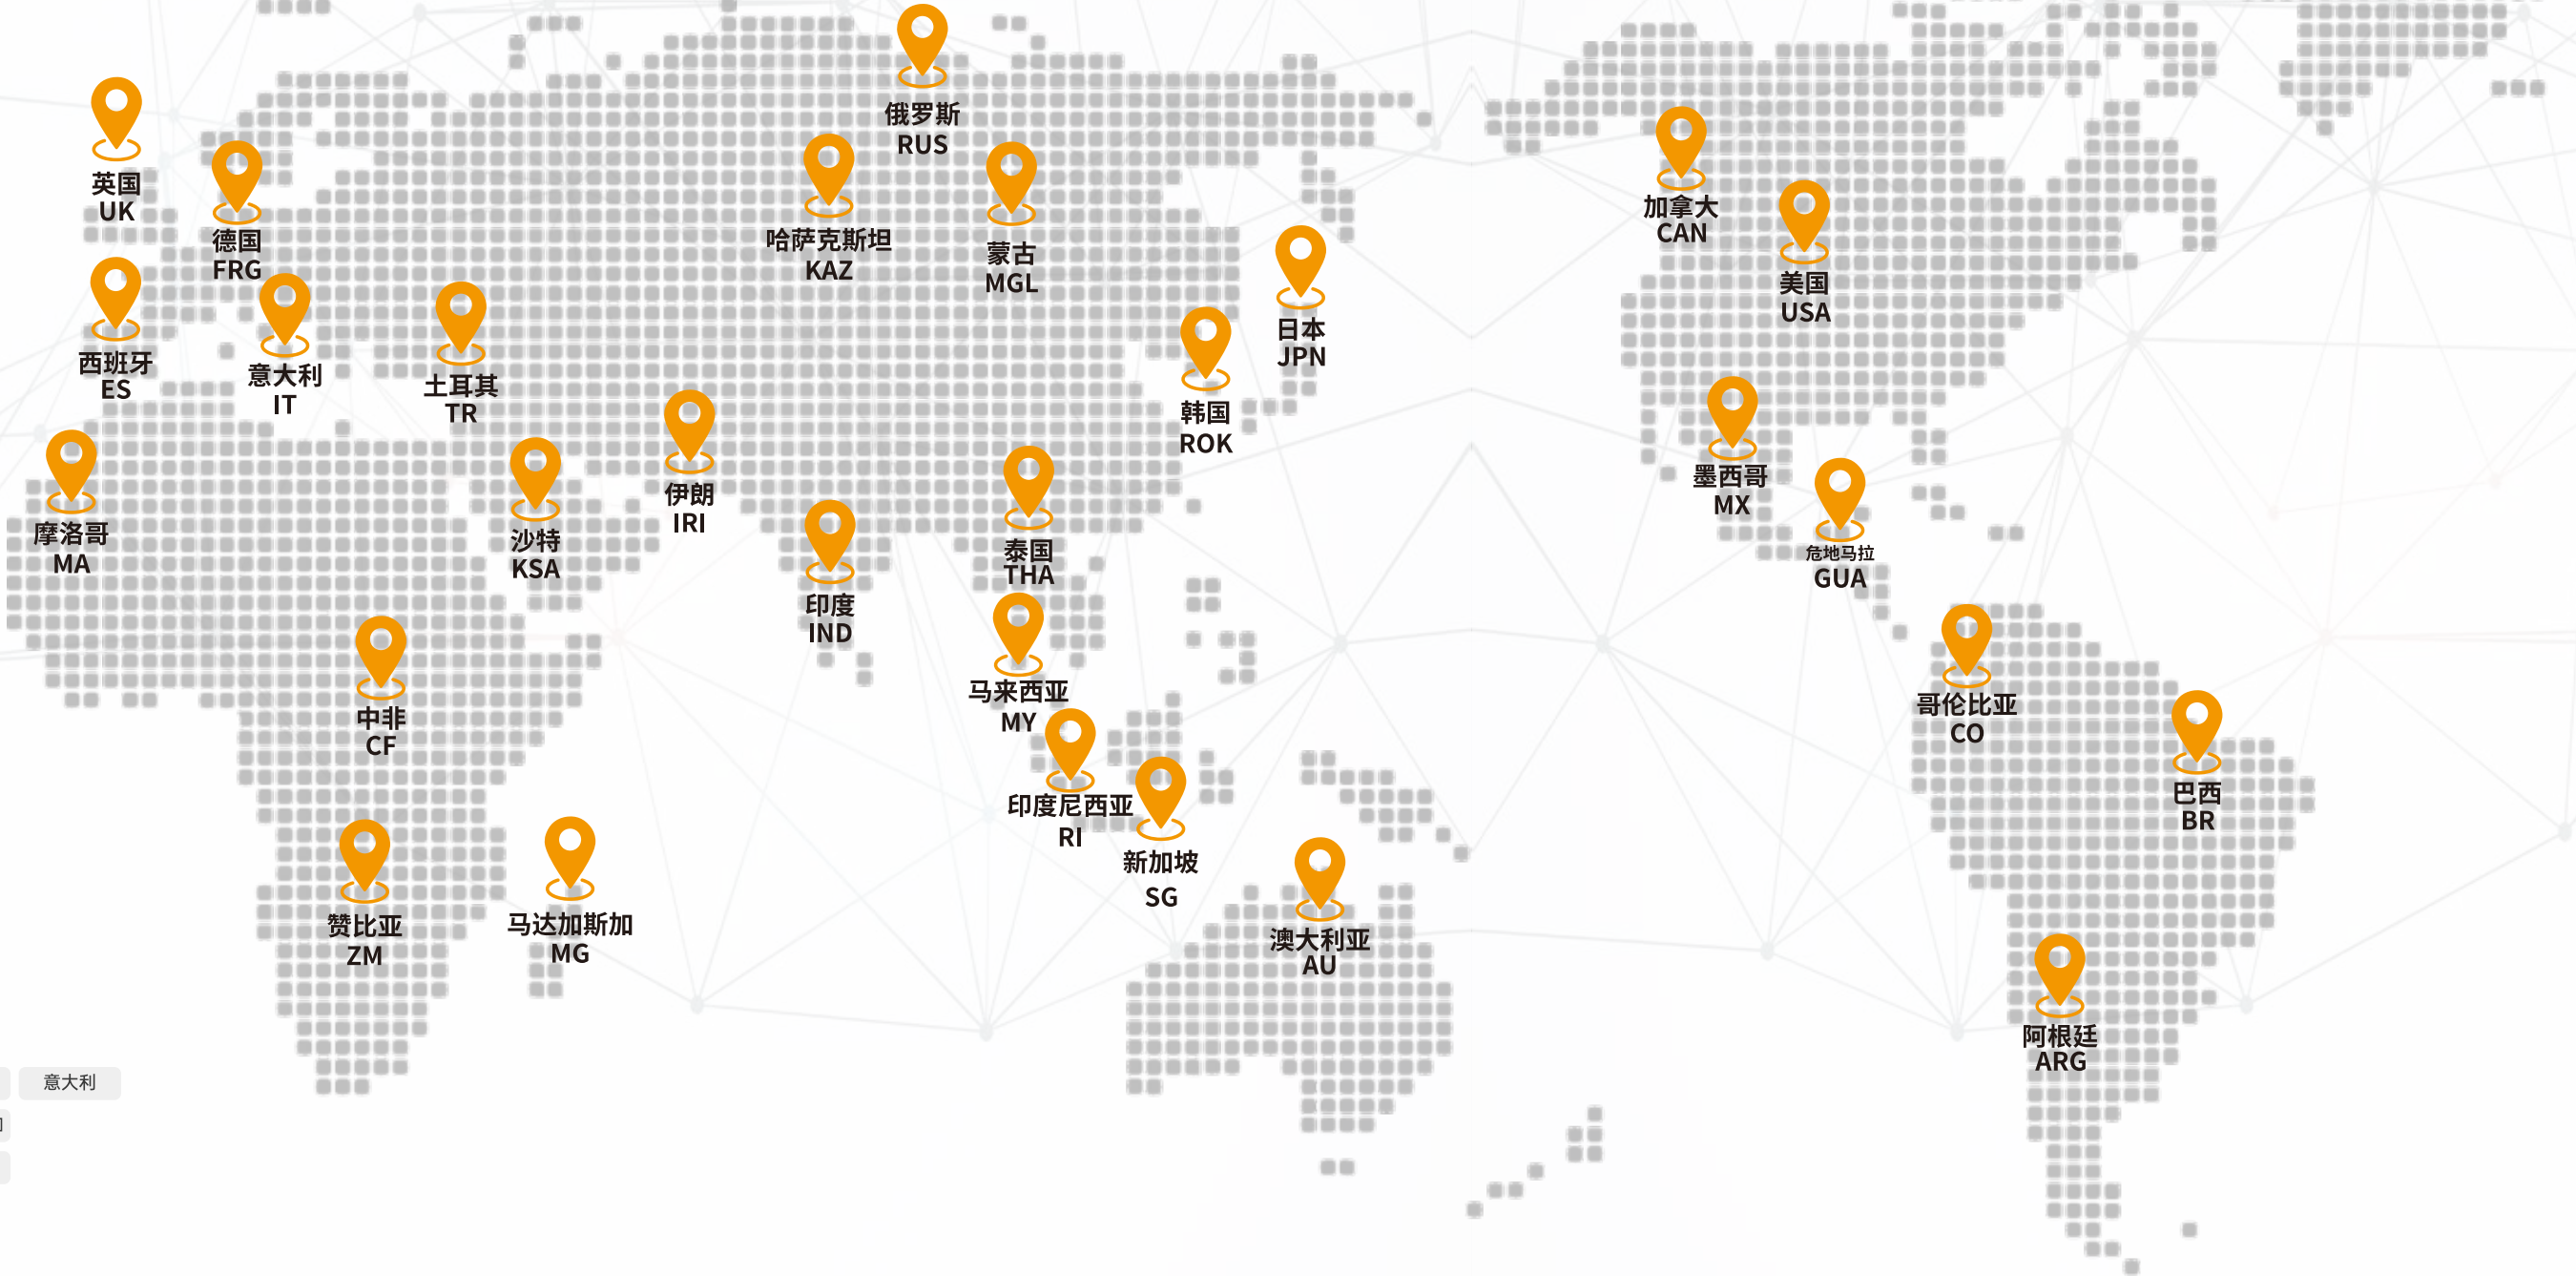 俄罗斯
RUS
英国
UK
德国
FRG
哈萨克斯坦
KAZ
蒙古
MGL
加拿大
CAN
美国
USA
西班牙
ES
意大利
IT
土耳其
TR
日本
JPN
韩国
ROK
摩洛哥
MA
沙特
KSA
伊朗
IRI
泰国
THA
墨西哥
MX
危地马拉
GUA
印度
IND
中非
CF
马来西亚
MY
哥伦比亚
CO
印度尼西亚
RI
巴西
BR
新加坡
SG
赞比亚
ZM
马达加斯加
MG
澳大利亚
AU
阿根廷
ARG
意大利